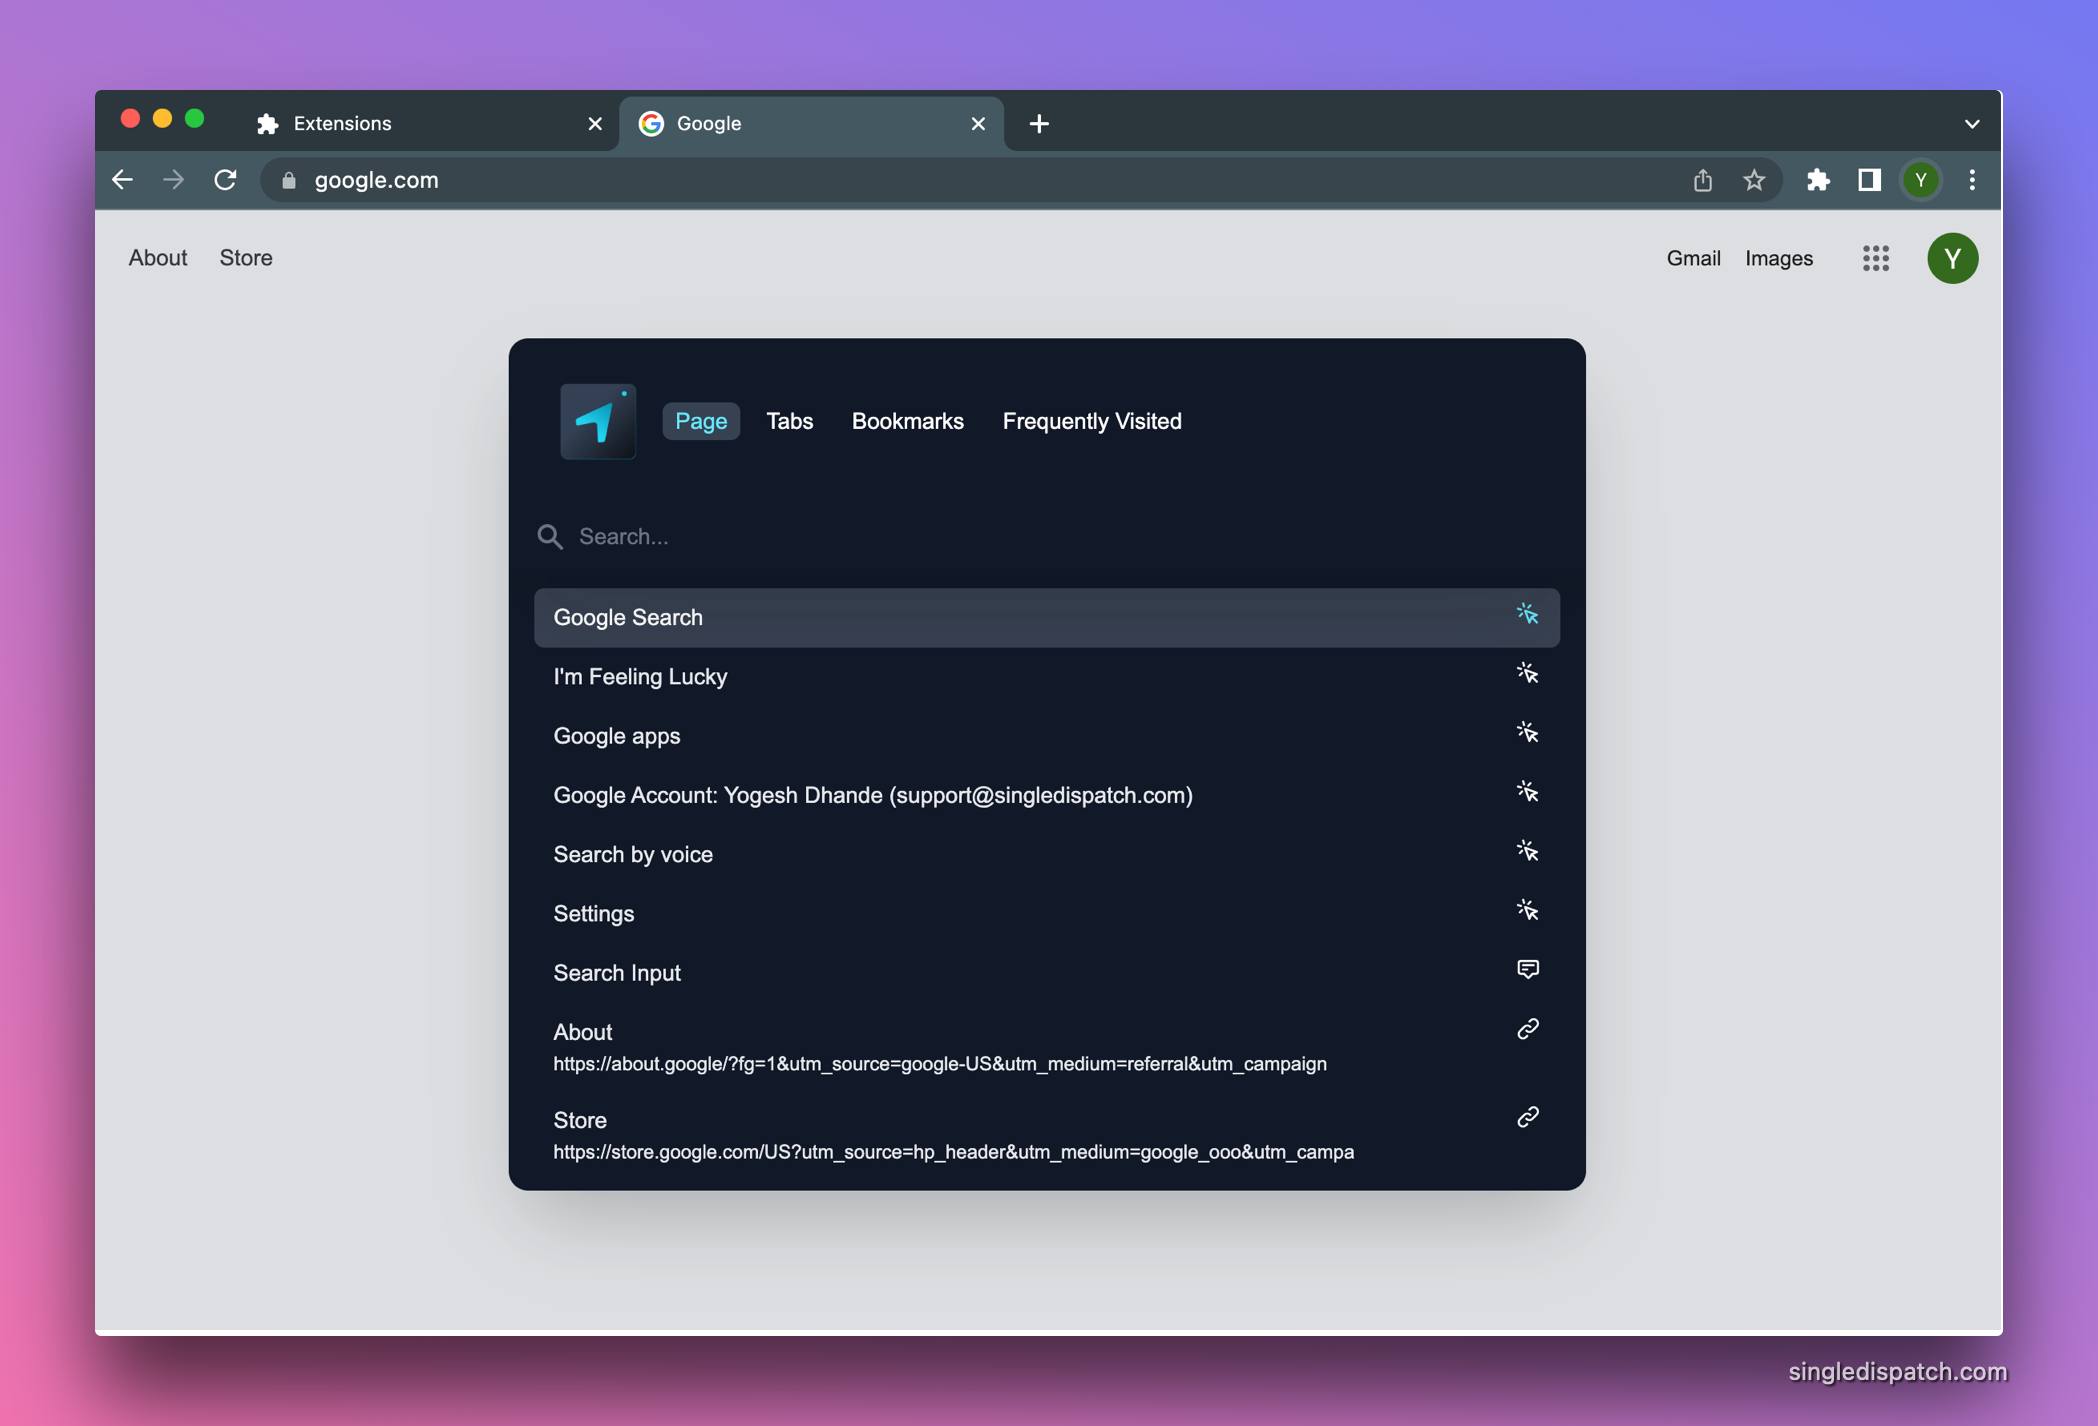 Extensions
Google
google.com
Y
About Store
Gmail Images
Y
Page Tabs Bookmarks Frequently Visited
Search...
Google Search
I'm Feeling Lucky
Google apps
Google Account: Yogesh Dhande (support@singledispatch.com)
Search by voice
Settings
Search Input
About
https://about.google/?fg=1&utm_source=google-US&utm_medium=referral&utm_campaign
Store
https://store.google.com/US?utm_source=hp_header&utm_medium=google_ooo&utm_campa
singledispatch.com